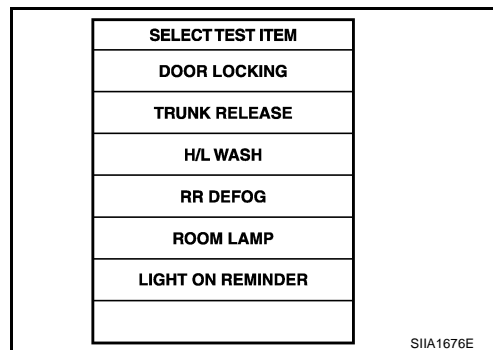 SELECT TEST ITEM
DOOR LOCKING
TRUNK RELEASE
H/L WASH
RR DEFOG
ROOM LAMP
LIGHT ON REMINDER
SIIA1676E